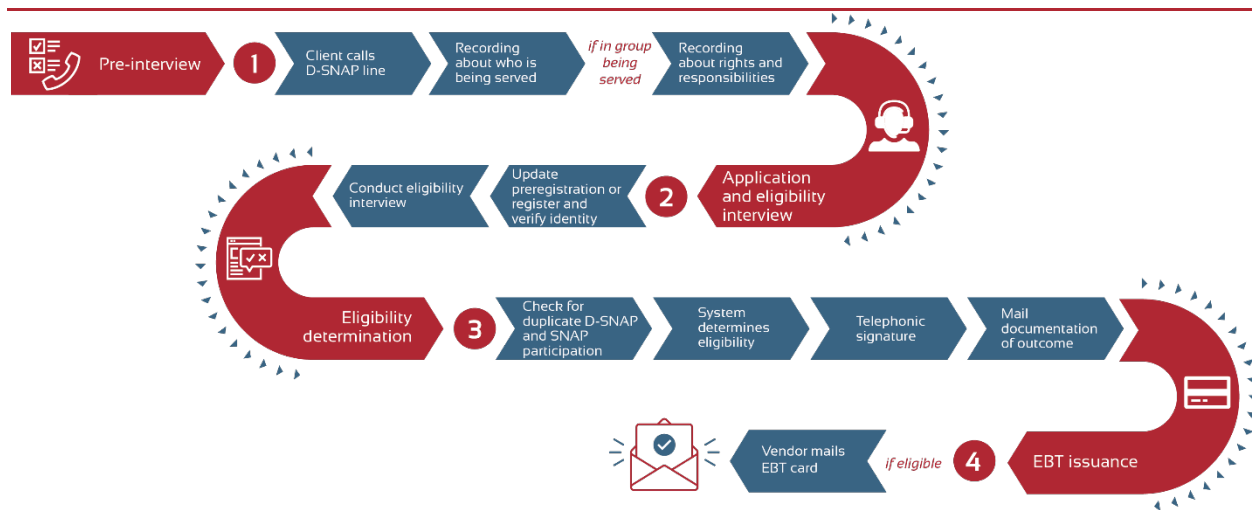 Pre-interview
1
Client calls
D-SNAP line
Recording
about who is
being served
if in group
being
served
Recording
about rights and
responsibilities
Application
and eligibility
interview
2
Update
preregistration or
register and
verify identity
Conduct eligibility
interview
Eligibility
determination
3
Check for
duplicate D-SNAP
and SNAP
participation
System
determines
eligibility
Telephonic
signature
Mail
documentation
of outcome
EBT issuance
4
if eligible
Vendor mails
EBT card